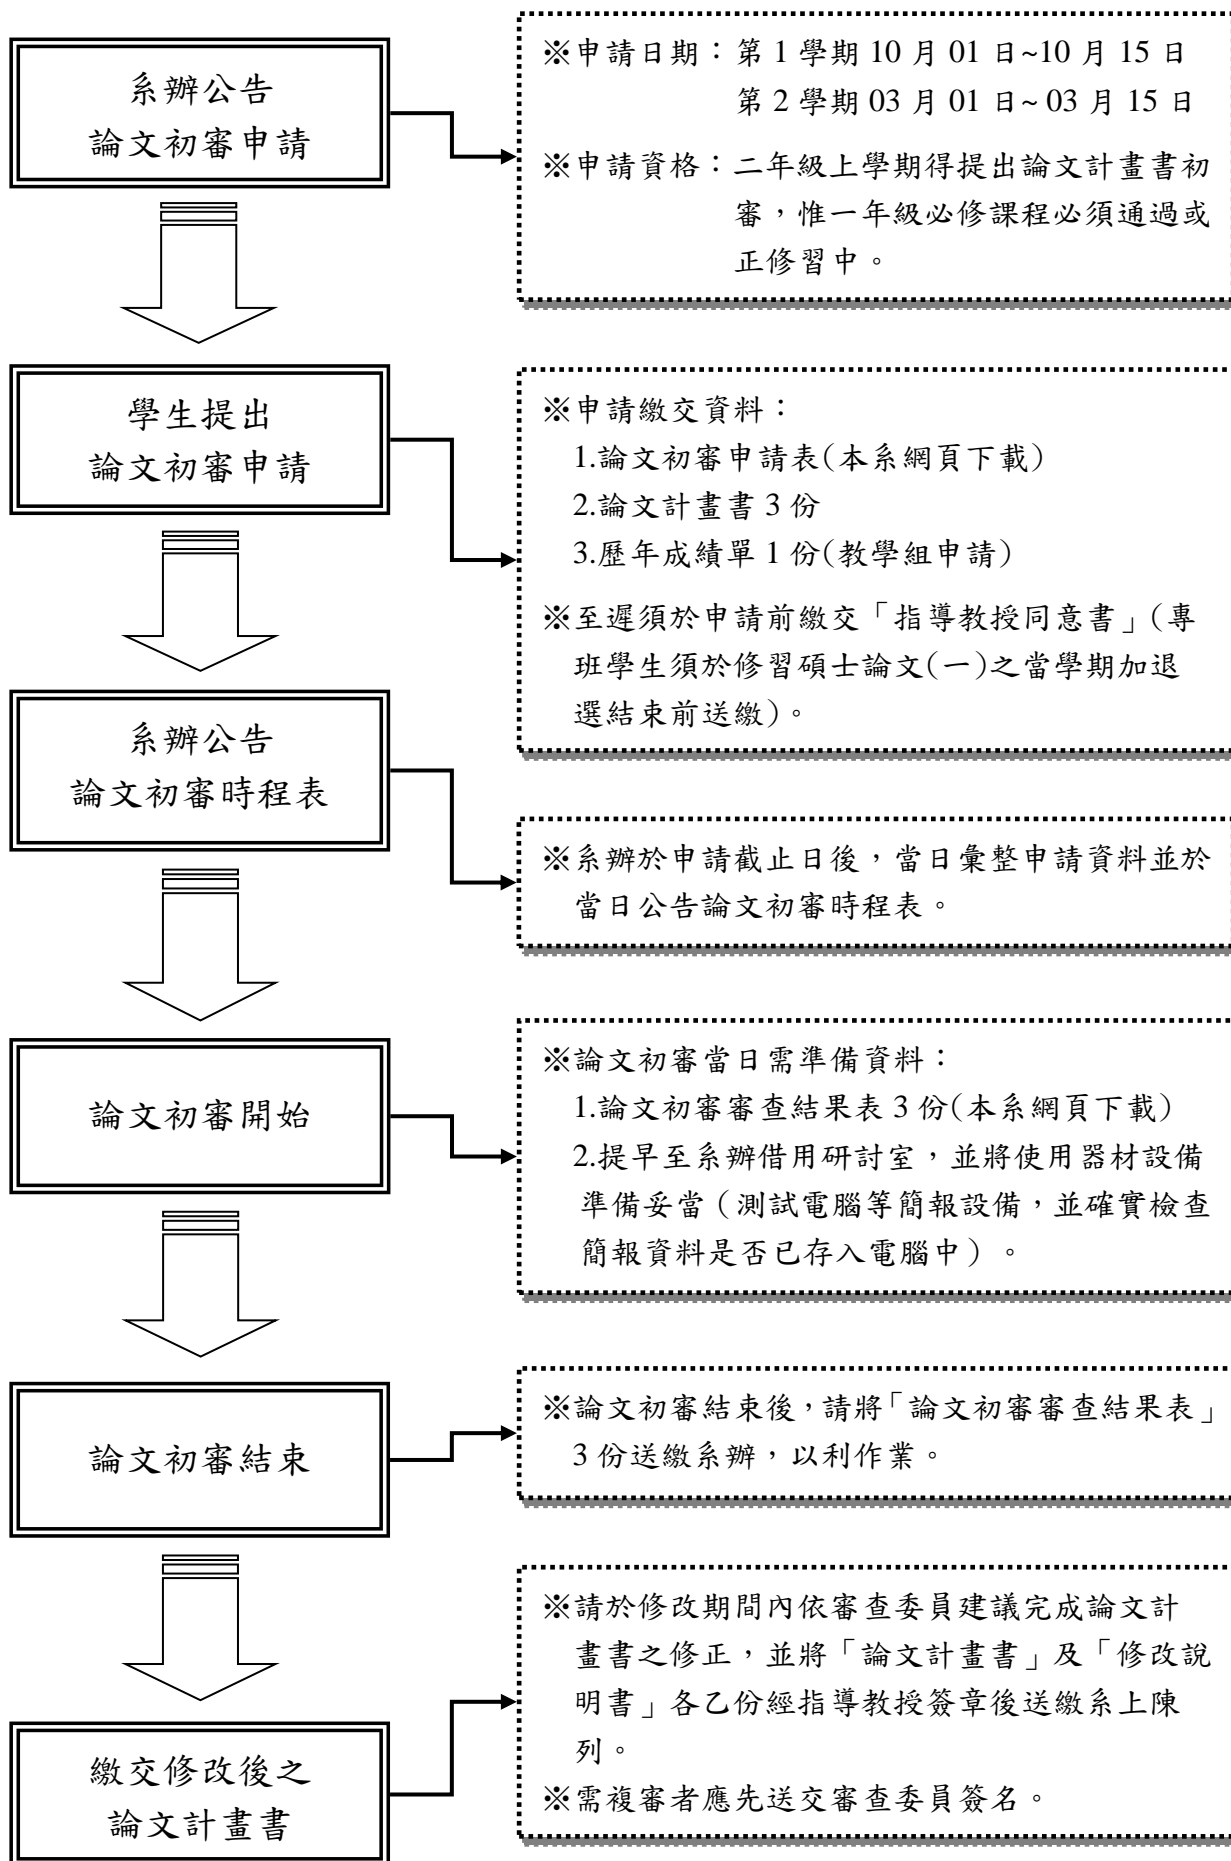 系辦公告
論文初審申請
※申請日期：第 1 學期 10 月 01 日~10 月 15 日
第 2 學期 03 月 01 日~ 03 月 15 日
※申請資格：二年級上學期得提出論文計畫書初
審，惟一年級必修課程必須通過或
正修習中。
學生提出
論文初審申請
※申請繳交資料：
1.論文初審申請表(本系網頁下載)
2.論文計畫書 3 份
3.歷年成績單 1 份(教學組申請)
※至遲須於申請前繳交「指導教授同意書」(專
班學生須於修習碩士論文(一)之當學期加退
選結束前送繳)。
系辦公告
論文初審時程表
※系辦於申請截止日後，當日彙整申請資料並於
當日公告論文初審時程表。
論文初審開始
※論文初審當日需準備資料：
1.論文初審審查結果表 3 份(本系網頁下載)
2.提早至系辦借用研討室，並將使用器材設備
準備妥當（測試電腦等簡報設備，並確實檢查
簡報資料是否已存入電腦中）。
論文初審結束
※論文初審結束後，請將「論文初審審查結果表」
3 份送繳系辦，以利作業。
繳交修改後之
論文計畫書
※請於修改期間內依審查委員建議完成論文計
畫書之修正，並將「論文計畫書」及「修改說
明書」各乙份經指導教授簽章後送繳系上陳
列。
※需複審者應先送交審查委員簽名。